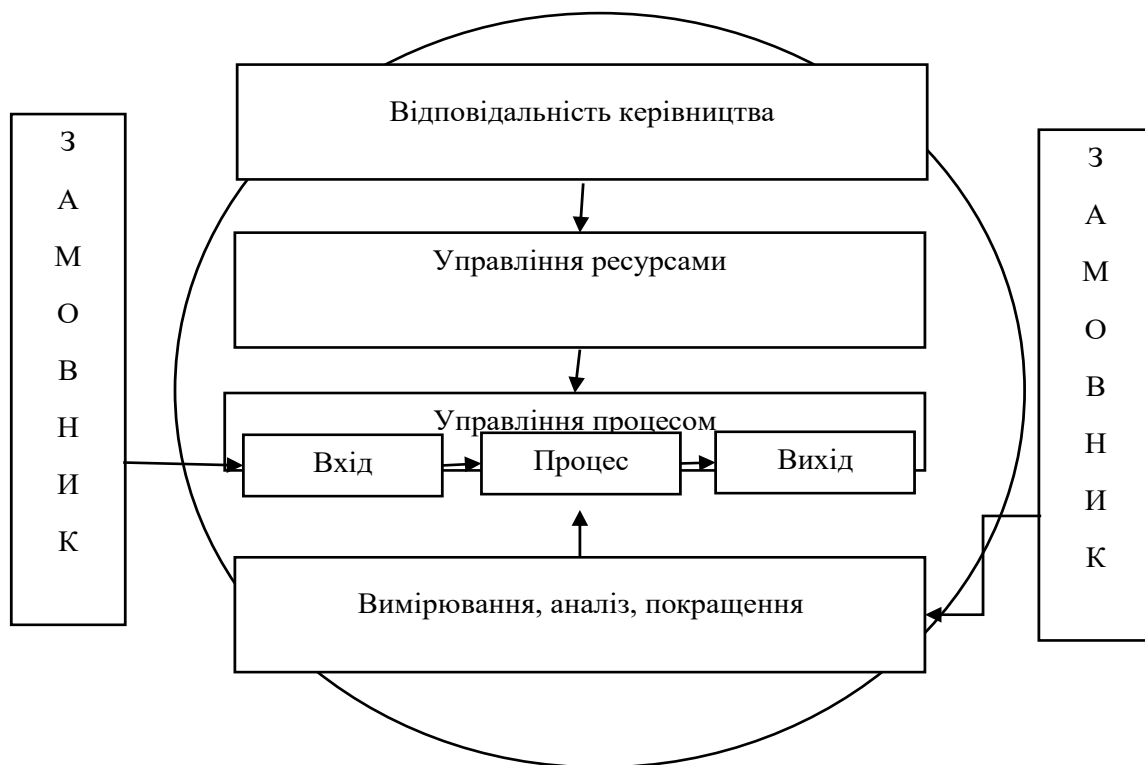 Відповідальність керівництва
З
А
М
О
В
Н
И
К
Управління ресурсами
Управління процесом
Вхід
Процес
Вихід
Вимірювання, аналіз, покращення
З
А
М
О
В
Н
И
К